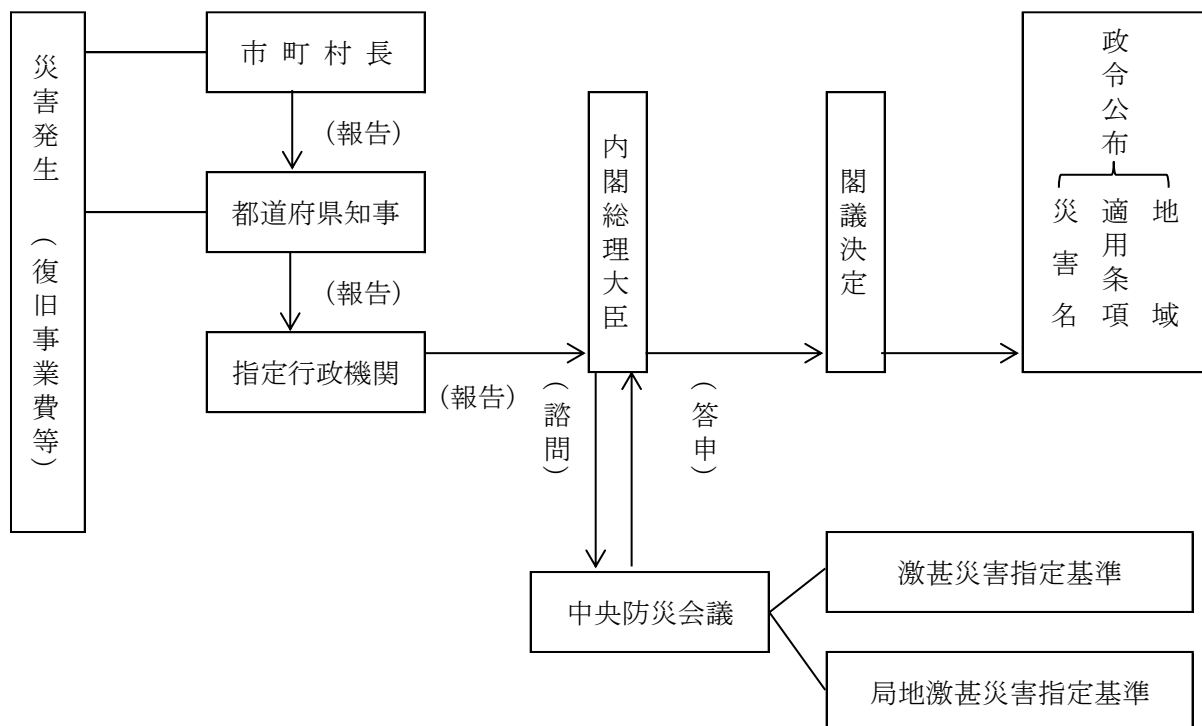 災害発生 (復旧事業費等)
市町村長
(報告)
都道府県知事
(報告)
指定行政機関
(報告)
内閣総理大臣
(諮問)
(答申)
閣議決定
政令公布
災害名
適用条項
地域
中央防災会議
激甚災害指定基準
局地激甚災害指定基準